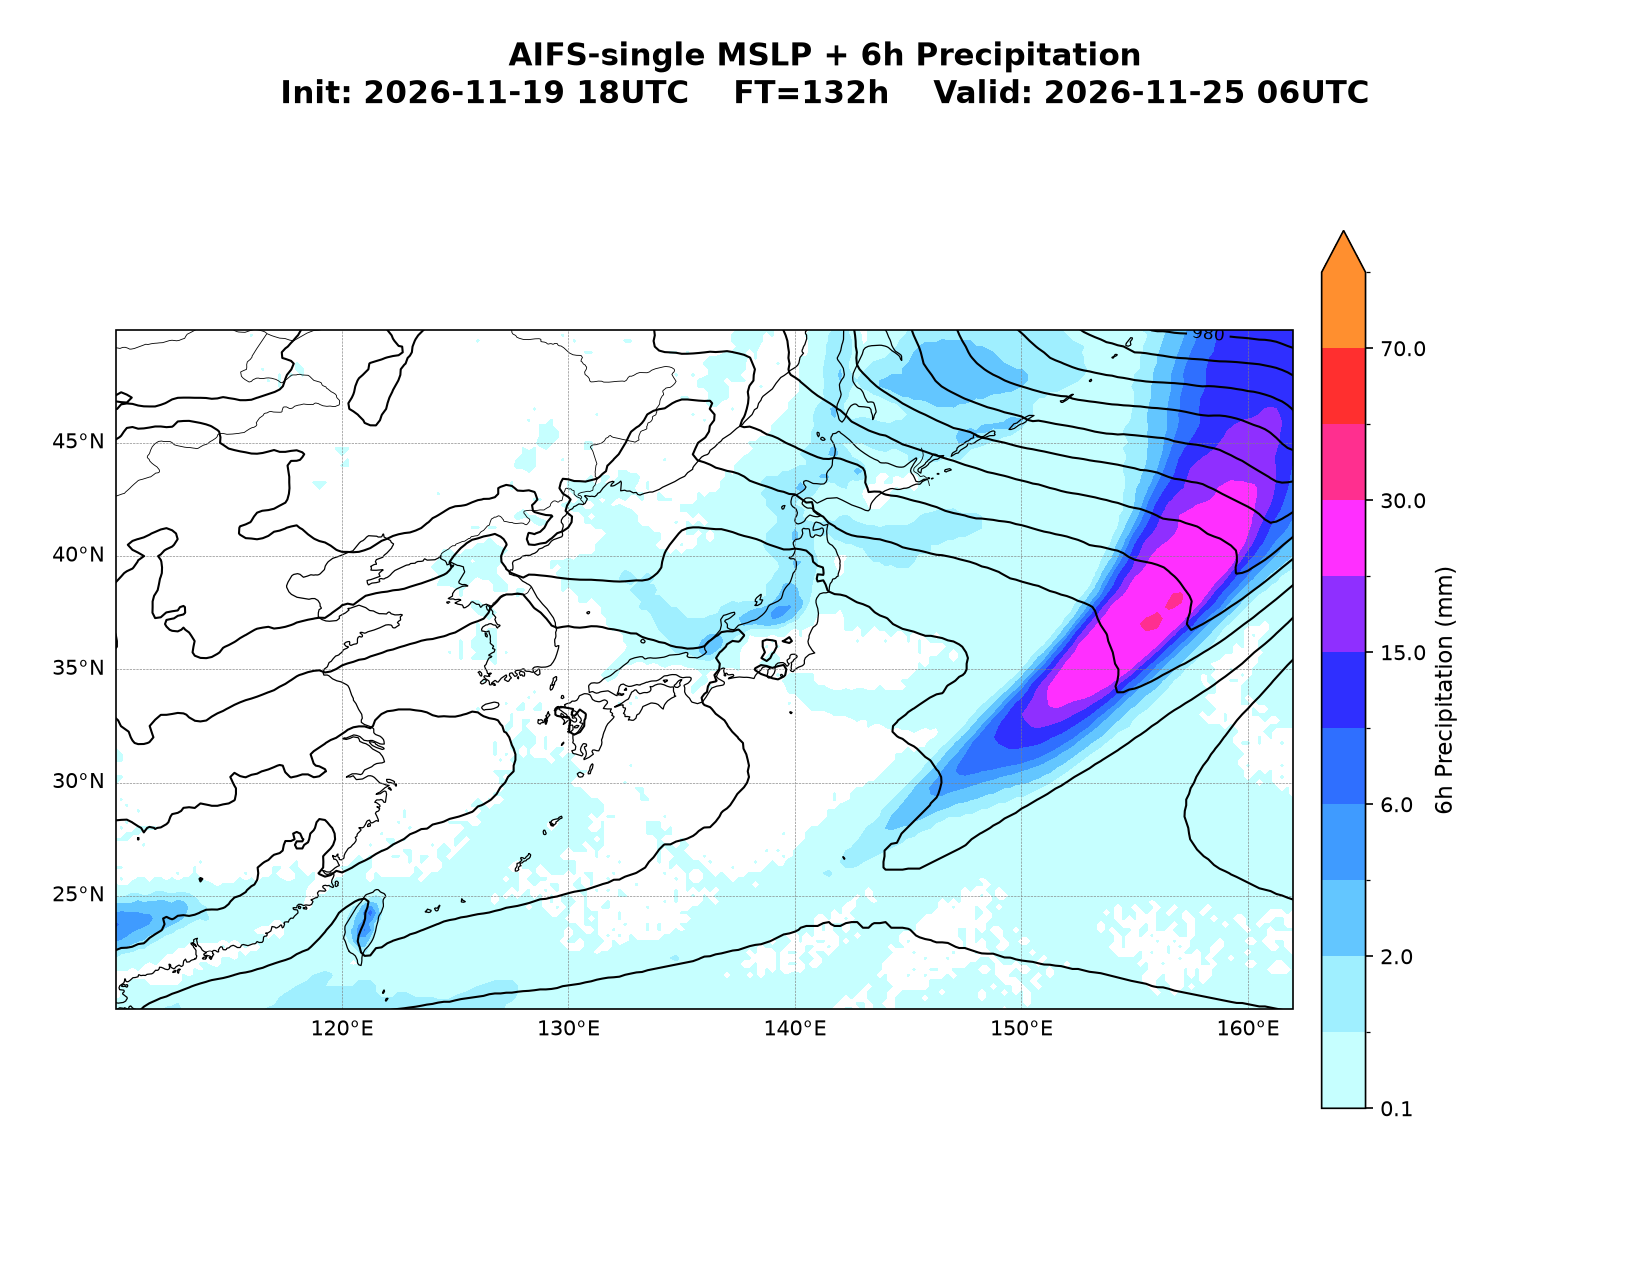 AIFS-single MSLP + 6h Precipitation
Init: 2026-11-19 18UTC    FT=132h    Valid: 2026-11-25 06UTC
980
45°N
40°N
35°N
30°N
25°N
120°E
130°E
140°E
150°E
160°E
70.0
30.0
15.0
6.0
2.0
0.1
6h Precipitation (mm)